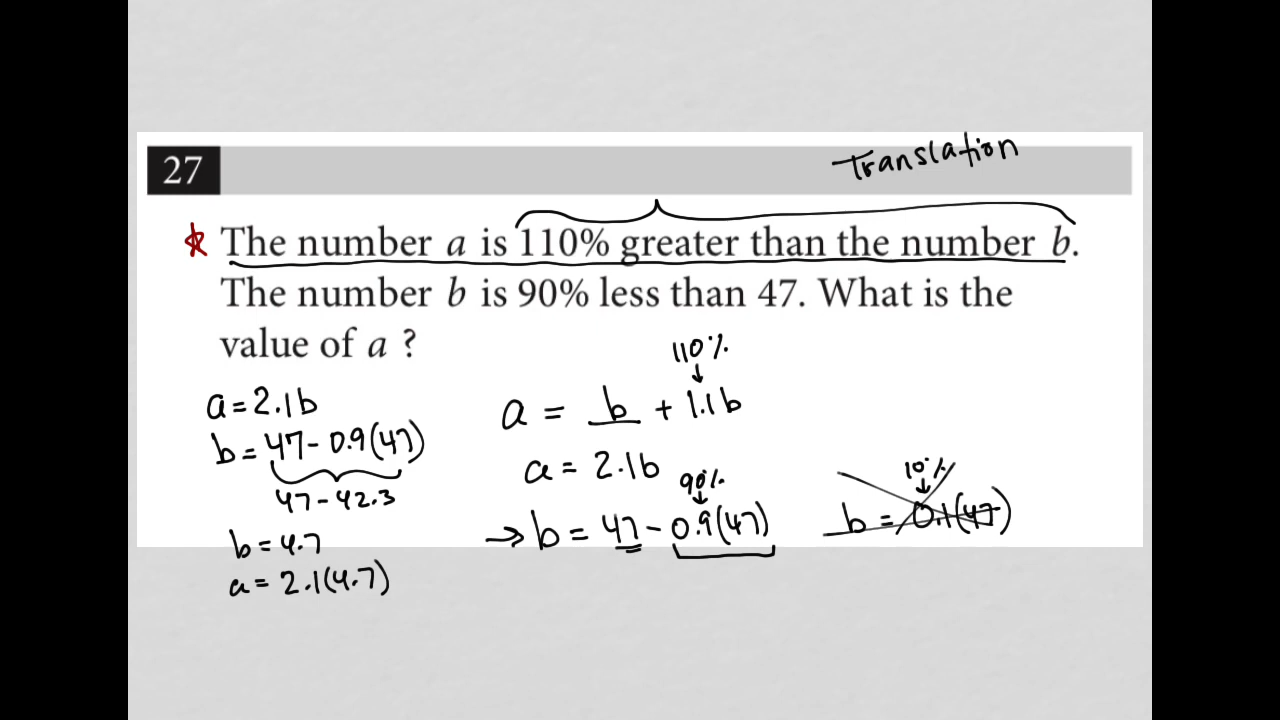 27
Translation
The number a is 110% greater than the number b.
The number b is 90% less than 47. What is the
value of a ?
a = 2.1b
b = 47 - 0.9(47)
47 - 42.3
b = 4.7
a = 2.1(4.7)
110%
a = b + 1.1b
a = 2.1b
90%
b = 47 - 0.9(47)
10%
b = 0.1(47)